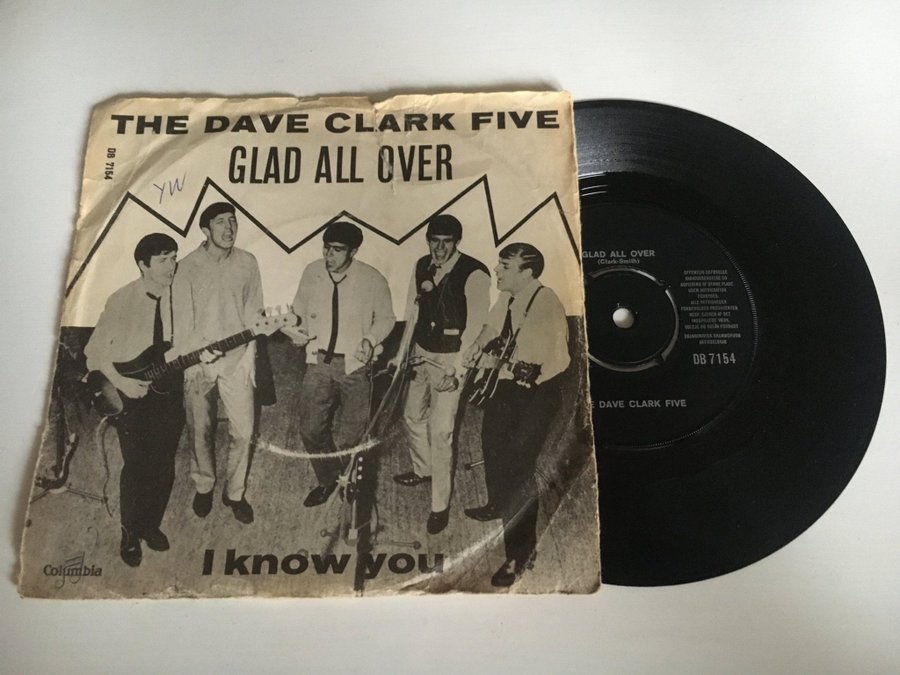 THE DAVE CLARK FIVE
GLAD ALL OVER
DB 7154
YW
I know you
Columbia
GLAD ALL OVER
(Clark-Smith)
DB 7154
DAVE CLARK FIVE